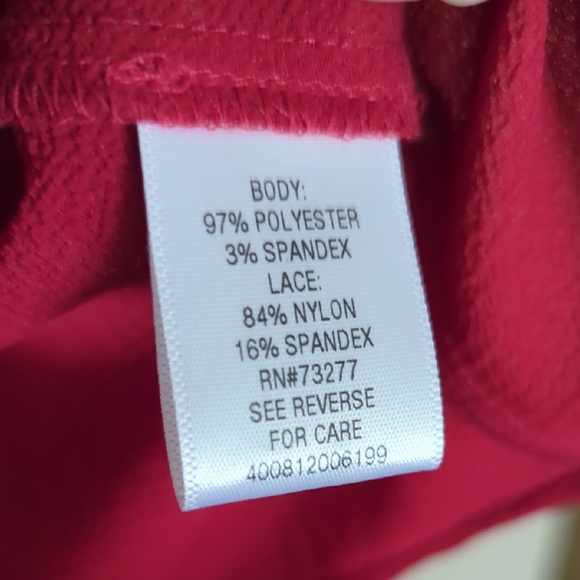 BODY:
97% POLYESTER
3% SPANDEX
LACE:
84% NYLON
16% SPANDEX
RN#73277
SEE REVERSE
FOR CARE
400812006199